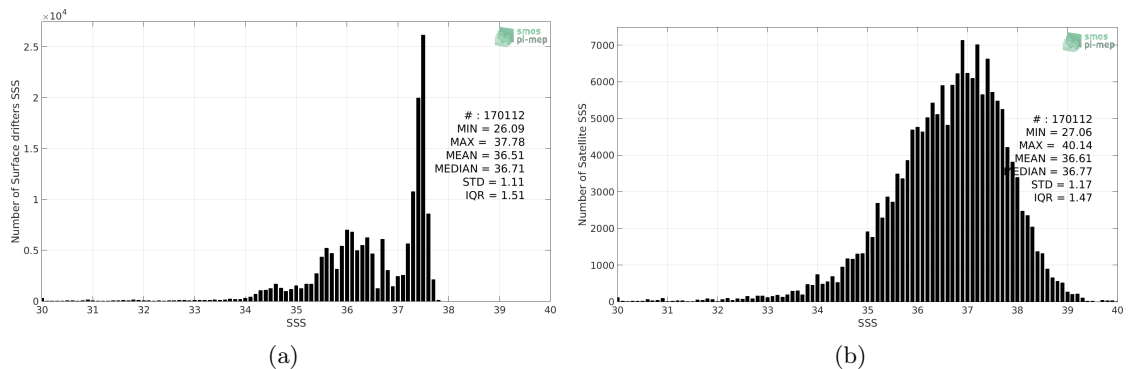 ×10⁴
2.5
2
1.5
1
0.5
0
30 31 32 33 34 35 36 37 38 39 40
SSS
Number of Surface drifters SSS
smos
pi-mep
# : 170112
MIN = 26.09
MAX = 37.78
MEAN = 36.51
MEDIAN = 36.71
STD = 1.11
IQR = 1.51
(a)
7000
6000
5000
4000
3000
2000
1000
0
30 31 32 33 34 35 36 37 38 39 40
SSS
Number of Satellite SSS
smos
pi-mep
# : 170112
MIN = 27.06
MAX = 40.14
MEAN = 36.61
MEDIAN = 36.77
STD = 1.17
IQR = 1.47
(b)